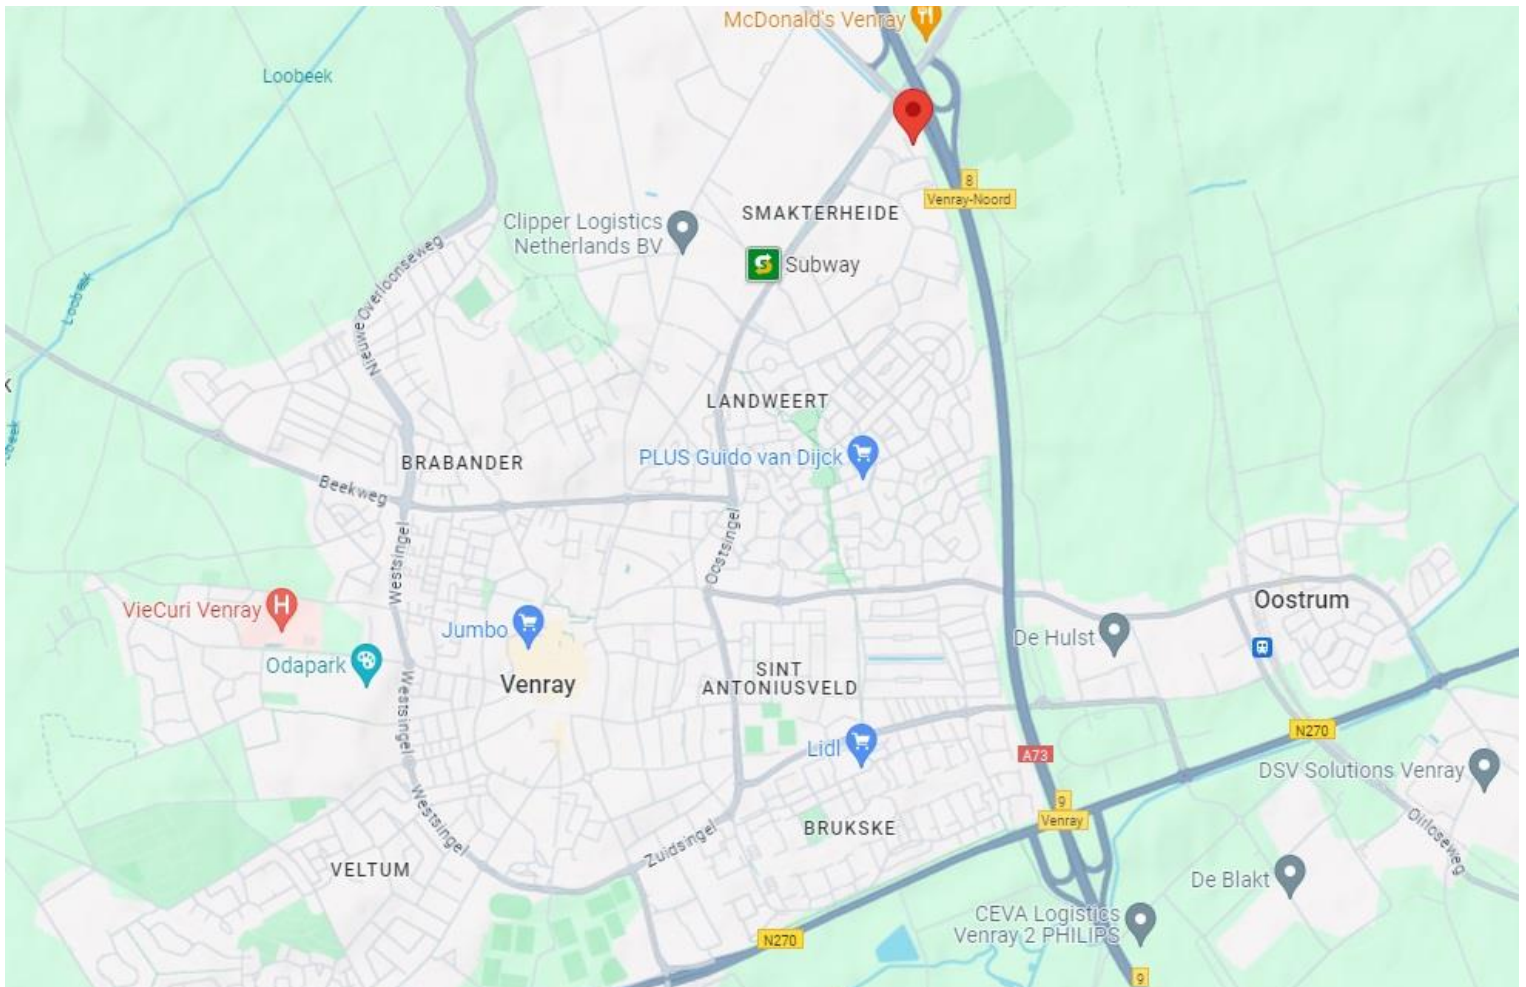 McDonald's Venray
Loobeek
8
Venray-Noord
SMAKTERHEIDE
Clipper Logistics
Netherlands BV
Subway
Nieuwe Overloonseweg
Loobeek
LANDWEERT
BRABANDER
PLUS Guido van Dijck
Beekweg
Westsingel
Oostsingel
VieCuri Venray
H
Jumbo
Odapark
Venray
Westsingel
SINT
ANTONIUSVELD
De Hulst
Oostrum
Lidl
A73
N270
DSV Solutions Venray
9
Venray
Westsingel
Zuidsingel
BRUKSKE
VELTUM
Oirloseweg
De Blakt
CEVA Logistics
Venray 2 PHILIPS
N270
9